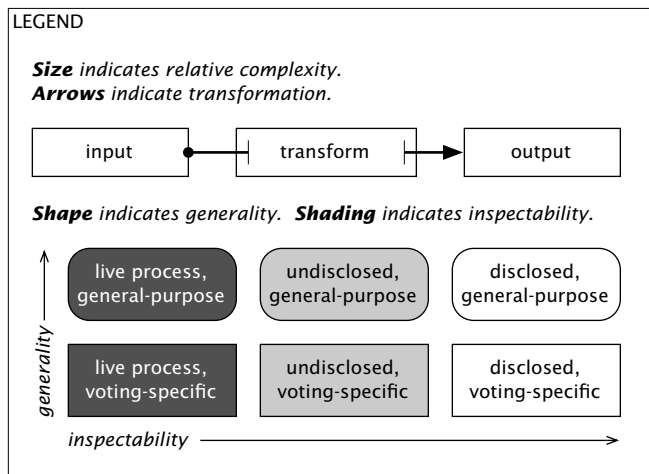 LEGEND
Size indicates relative complexity.
Arrows indicate transformation.
input transform output
Shape indicates generality. Shading indicates inspectability.
live process, undisclosed, disclosed,
general-purpose general-purpose general-purpose
live process, undisclosed, disclosed,
voting-specific voting-specific voting-specific
generality
inspectability